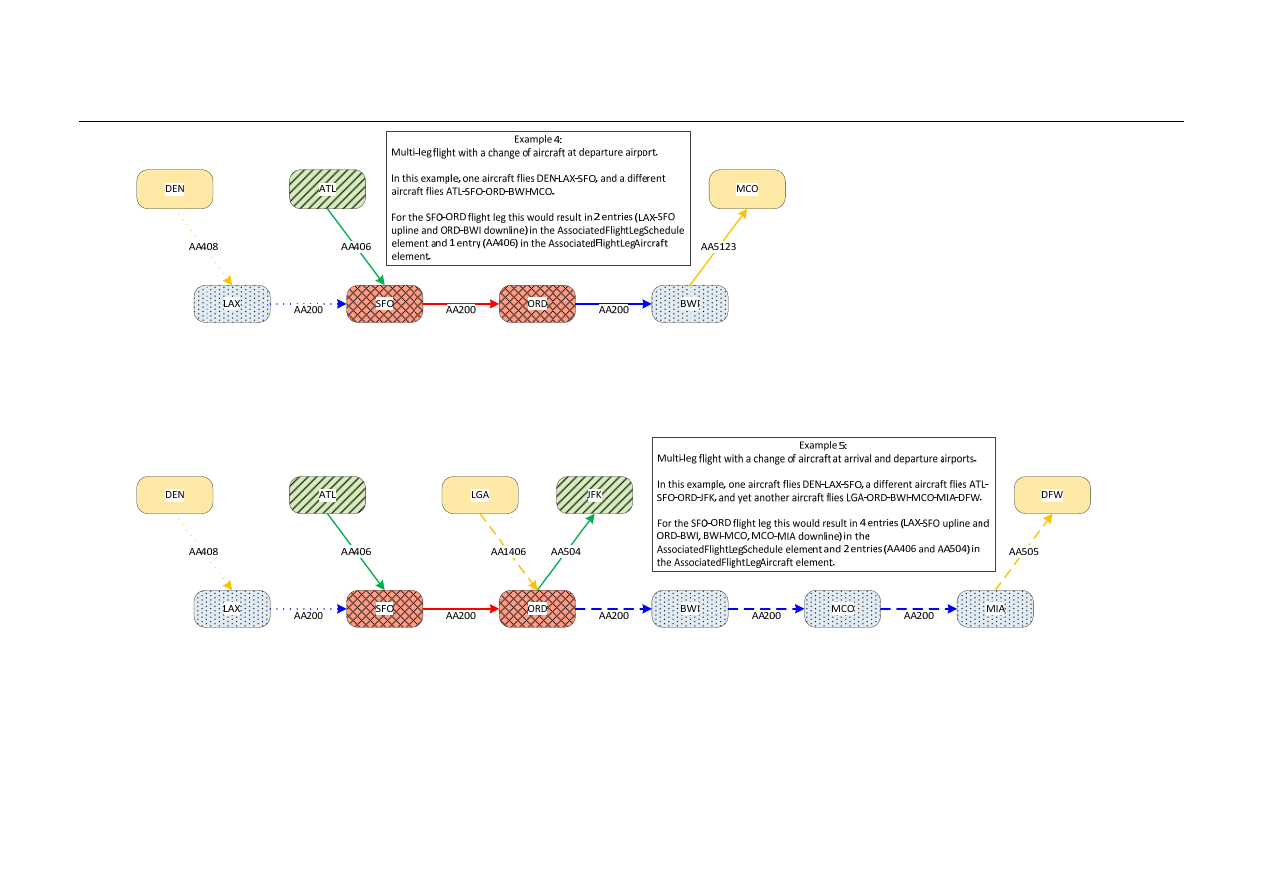 Example 4:
Multi-leg flight with a change of aircraft at departure airport.
In this example, one aircraft flies DEN-LAX-SFO, and a different
aircraft flies ATL-SFO-ORD-BWI-MCO.
For the SFO-ORD flight leg this would result in 2 entries (LAX-SFO
upline and ORD-BWI downline) in the AssociatedFlightLegSchedule
element and 1 entry (AA406) in the AssociatedFlightLegAircraft
element.
DEN
ATL
MCO
AA408
AA406
AA5123
LAX
SFO
ORD
BWI
AA200
AA200
AA200
Example 5:
Multi-leg flight with a change of aircraft at arrival and departure airports.
In this example, one aircraft flies DEN-LAX-SFO, a different aircraft flies ATL-
SFO-ORD-JFK, and yet another aircraft flies LGA-ORD-BWI-MCO-MIA-DFW.
For the SFO-ORD flight leg this would result in 4 entries (LAX-SFO upline and
ORD-BWI, BWI-MCO, MCO-MIA downline) in the
AssociatedFlightLegSchedule element and 2 entries (AA406 and AA504) in
the AssociatedFlightLegAircraft element.
DEN
ATL
LGA
JFK
DFW
AA408
AA406
AA1406
AA504
AA505
LAX
SFO
ORD
BWI
MCO
MIA
AA200
AA200
AA200
AA200
AA200